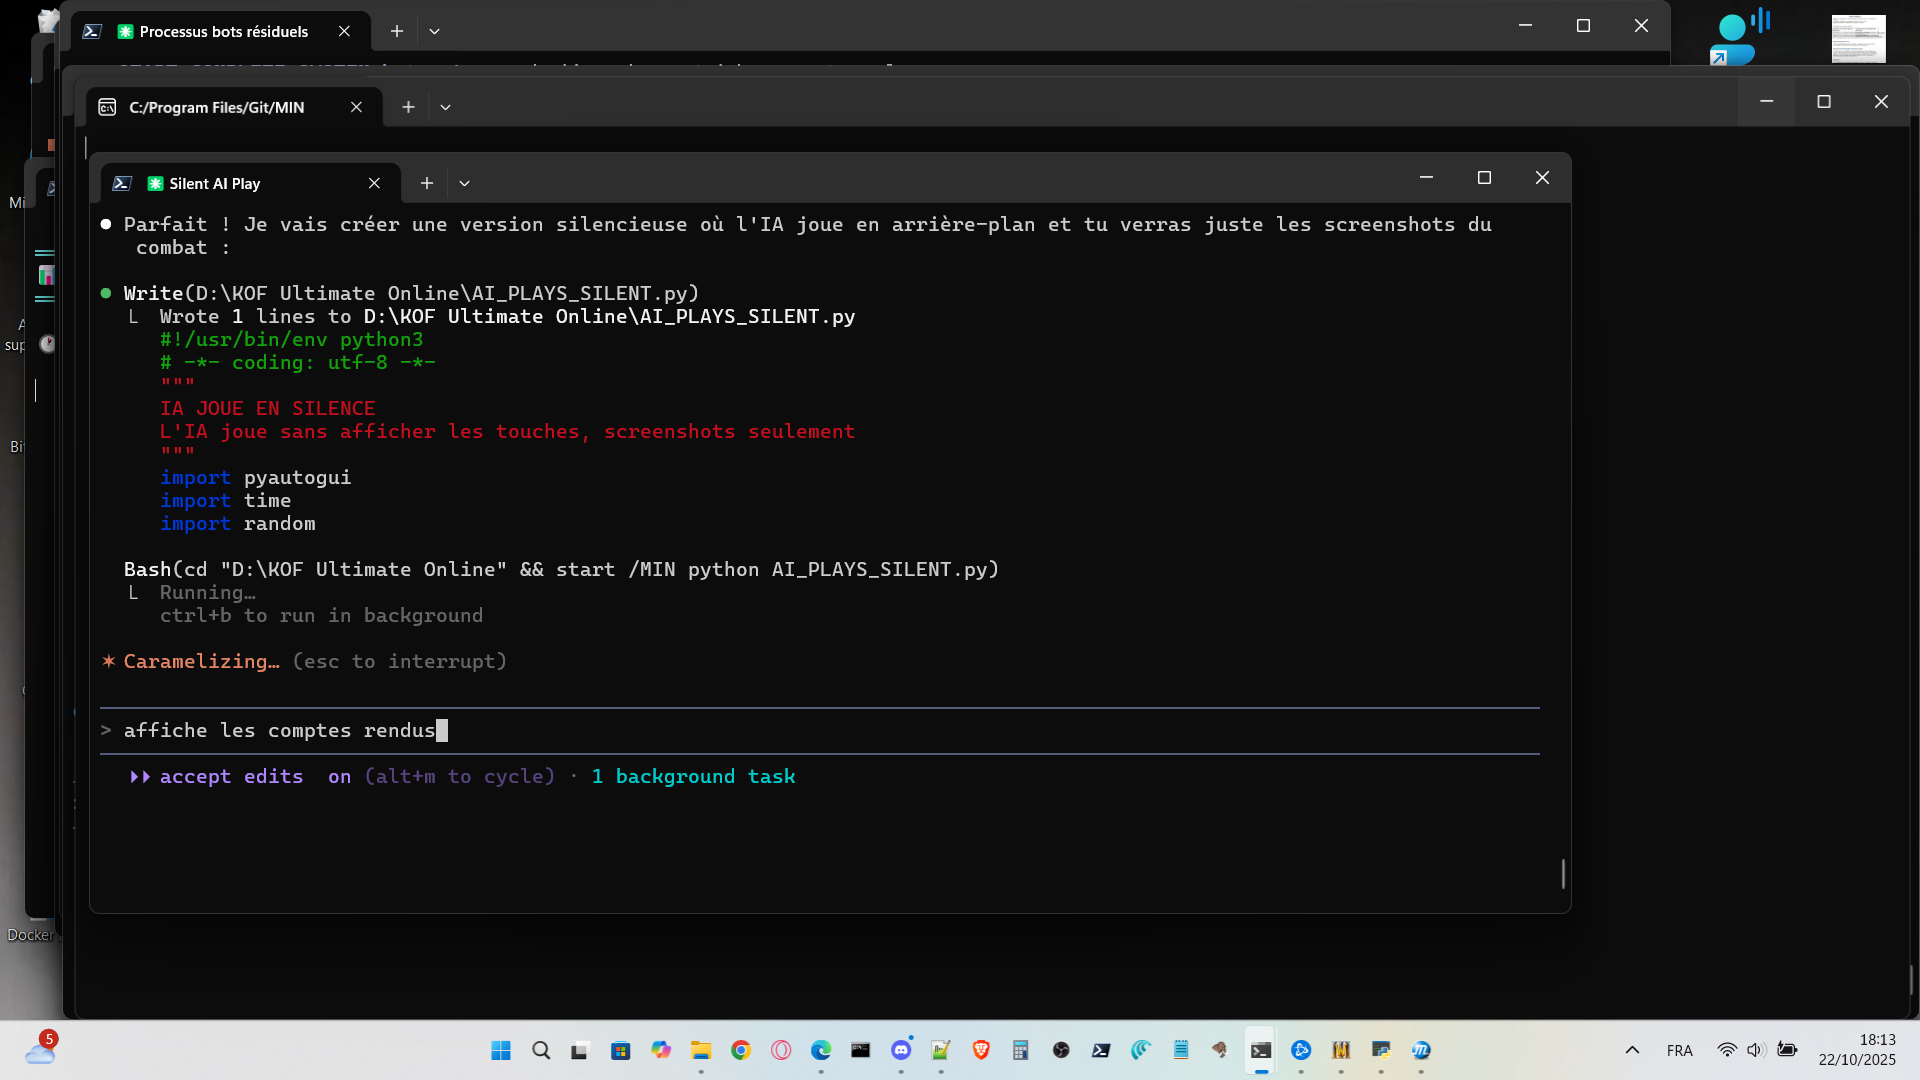 Processus bots résiduels
C:/Program Files/Git/MIN
Silent AI Play
● Parfait ! Je vais créer une version silencieuse où l'IA joue en arrière-plan et tu verras juste les screenshots du
combat :
● Write(D:\KOF Ultimate Online\AI_PLAYS_SILENT.py)
Wrote 1 lines to D:\KOF Ultimate Online\AI_PLAYS_SILENT.py
#!/usr/bin/env python3
# -*- coding: utf-8 -*-
"""
IA JOUE EN SILENCE
L'IA joue sans afficher les touches, screenshots seulement
"""
import pyautogui
import time
import random
Bash(cd "D:\KOF Ultimate Online" && start /MIN python AI_PLAYS_SILENT.py)
Running…
ctrl+b to run in background
✶ Caramelizing… (esc to interrupt)
> affiche les comptes rendus
accept edits on (alt+m to cycle) · 1 background task
Mi
sup
Bit
Docker
5
FRA
18:13
22/10/2025